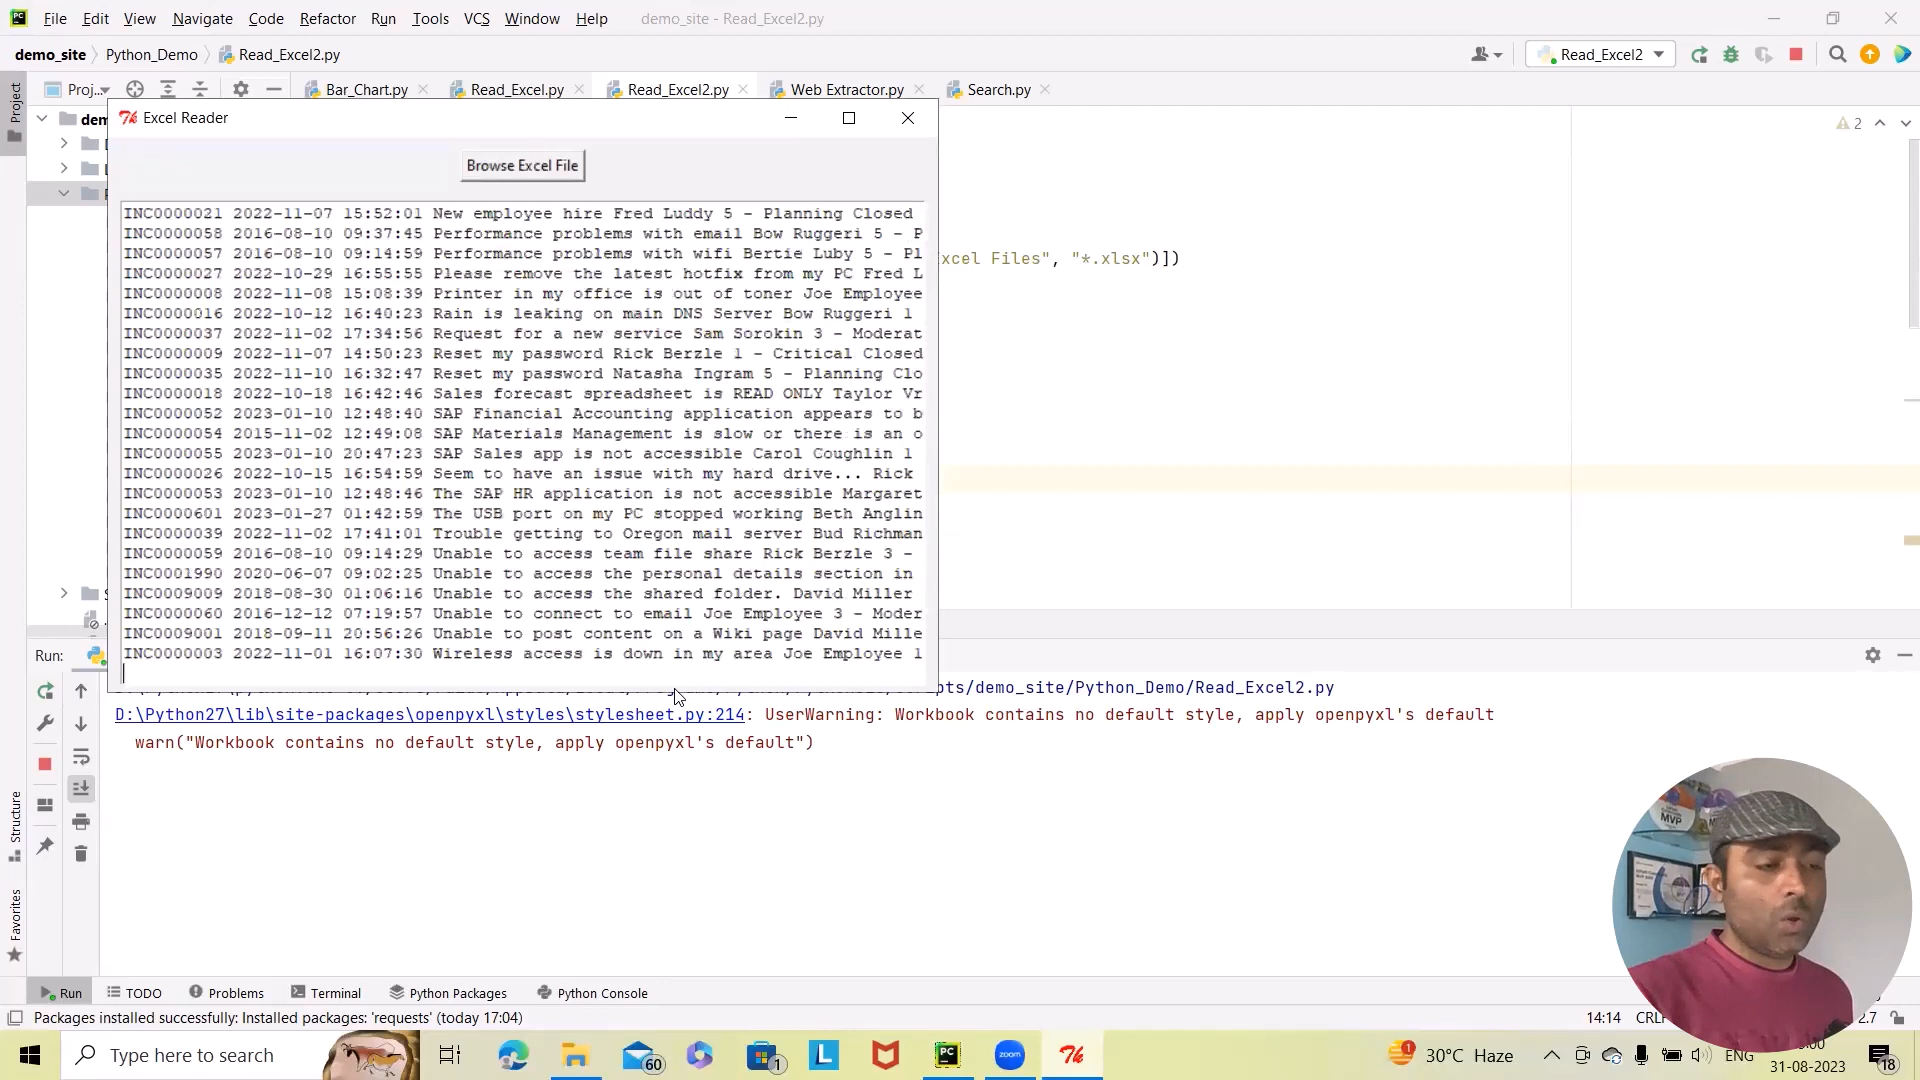 File Edit View Navigate Code Refactor Run Tools VCS Window Help demo_site - Read_Excel2.py
demo_site Python_Demo Read_Excel2.py Read_Excel2
Project
Proj... Bar_Chart.py Read_Excel.py Read_Excel2.py Web Extractor.py Search.py
Excel Reader
2
Browse Excel File
INC0000021 2022-11-07 15:52:01 New employee hire Fred Luddy 5 - Planning Closed
INC0000058 2016-08-10 09:37:45 Performance problems with email Bow Ruggeri 5 - P
INC0000057 2016-08-10 09:14:59 Performance problems with wifi Bertie Luby 5 - Pl
xcel Files", "*.xlsx")])
INC0000027 2022-10-29 16:55:55 Please remove the latest hotfix from my PC Fred L
INC0000008 2022-11-08 15:08:39 Printer in my office is out of toner Joe Employee
INC0000016 2022-10-12 16:40:23 Rain is leaking on main DNS Server Bow Ruggeri 1
INC0000037 2022-11-02 17:34:56 Request for a new service Sam Sorokin 3 - Moderat
INC0000009 2022-11-07 14:50:23 Reset my password Rick Berzle 1 - Critical Closed
INC0000035 2022-11-10 16:32:47 Reset my password Natasha Ingram 5 - Planning Clo
INC0000018 2022-10-18 16:42:46 Sales forecast spreadsheet is READ ONLY Taylor Vr
INC0000052 2023-01-10 12:48:40 SAP Financial Accounting application appears to b
INC0000054 2015-11-02 12:49:08 SAP Materials Management is slow or there is an o
INC0000055 2023-01-10 20:47:23 SAP Sales app is not accessible Carol Coughlin 1
INC0000026 2022-10-15 16:54:59 Seem to have an issue with my hard drive... Rick
INC0000053 2023-01-10 12:48:46 The SAP HR application is not accessible Margaret
INC0000601 2023-01-27 01:42:59 The USB port on my PC stopped working Beth Anglin
INC0000039 2022-11-02 17:41:01 Trouble getting to Oregon mail server Bud Richman
INC0000059 2016-08-10 09:14:29 Unable to access team file share Rick Berzle 3 -
INC0001990 2020-06-07 09:02:25 Unable to access the personal details section in
INC0009009 2018-08-30 01:06:16 Unable to access the shared folder. David Miller
INC0000060 2016-12-12 07:19:57 Unable to connect to email Joe Employee 3 - Moder
INC0009001 2018-09-11 20:56:26 Unable to post content on a Wiki page David Mille
INC0000003 2022-11-01 16:07:30 Wireless access is down in my area Joe Employee 1
Run:
pts/demo_site/Python_Demo/Read_Excel2.py
D:\Python27\lib\site-packages\openpyxl\styles\stylesheet.py:214: UserWarning: Workbook contains no default style, apply openpyxl's default
warn("Workbook contains no default style, apply openpyxl's default")
Structure
Favorites
MVP
Run TODO Problems Terminal Python Packages Python Console
Packages installed successfully: Installed packages: 'requests' (today 17:04) 14:14 CRLF 2.7
Type here to search 60 1 L PC zoom 1 30°C Haze ENG
31-08-2023 18